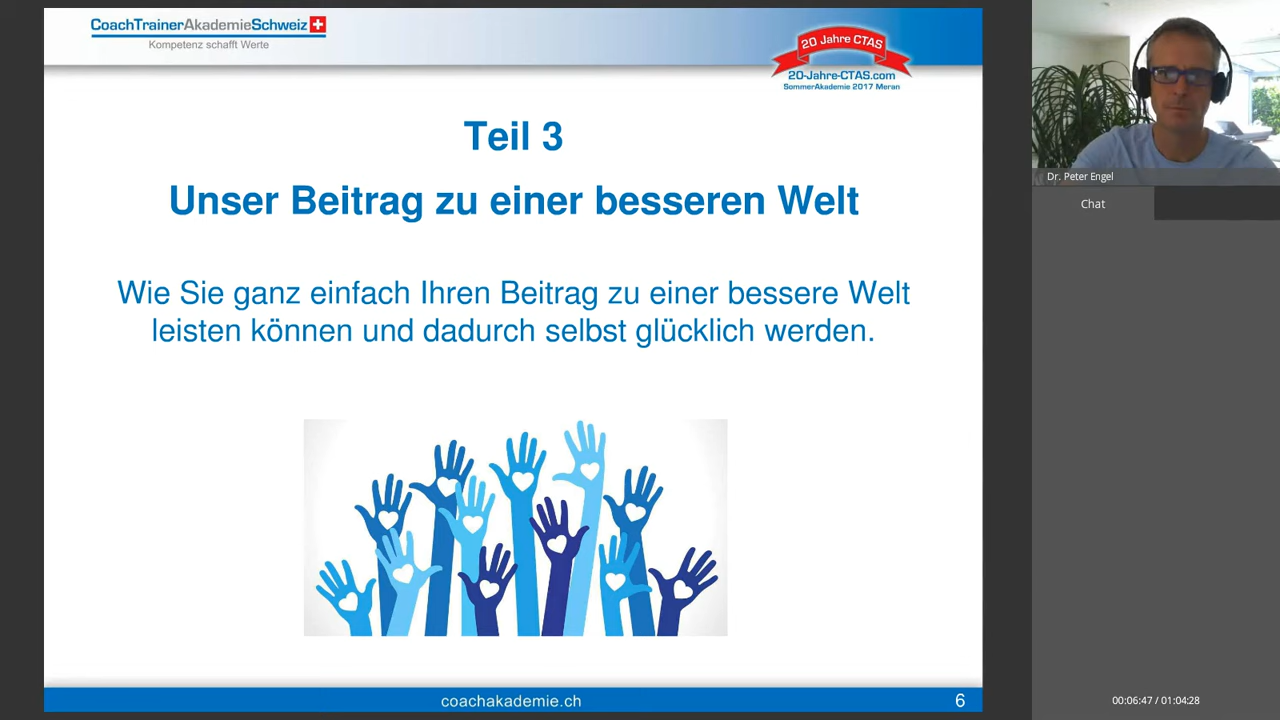 CoachTrainerAkademieSchweiz
Kompetenz schafft Werte
20 Jahre CTAS
20-Jahre-CTAS.com
SommerAkademie 2017 Meran
Teil 3
Unser Beitrag zu einer besseren Welt
Wie Sie ganz einfach Ihren Beitrag zu einer bessere Welt
leisten können und dadurch selbst glücklich werden.
coachakademie.ch
6
Dr. Peter Engel
Chat
00:06:47 / 01:04:28